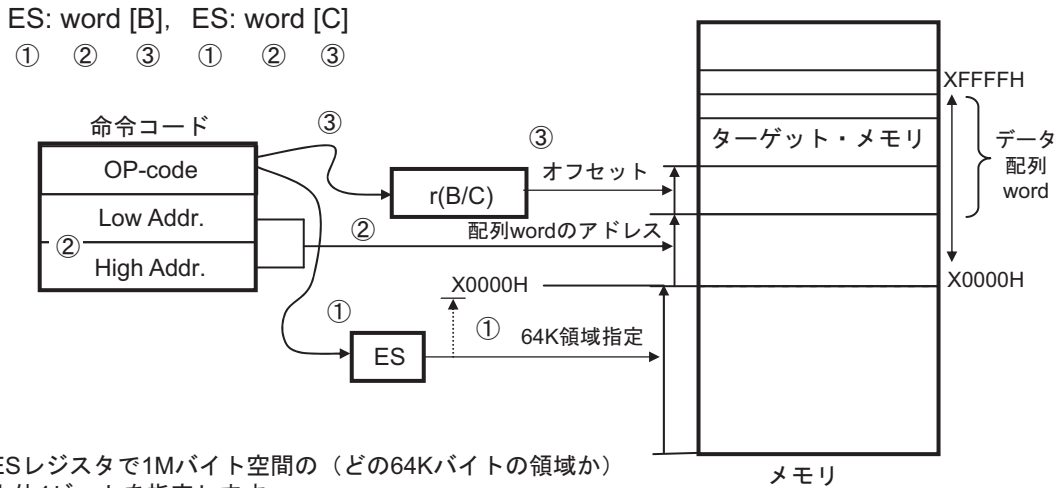 ES: word [B],  ES: word [C]
① ② ③ ① ② ③
命令コード
OP-code
Low Addr.
②
High Addr.
③
r(B/C)
③
オフセット
②
配列wordのアドレス
X0000H
①
ES
①
64K領域指定
ターゲット・メモリ
XFFFFH
データ
配列
word
X0000H
メモリ
ESレジスタで1Mバイト空間の（どの64Kバイトの領域か）